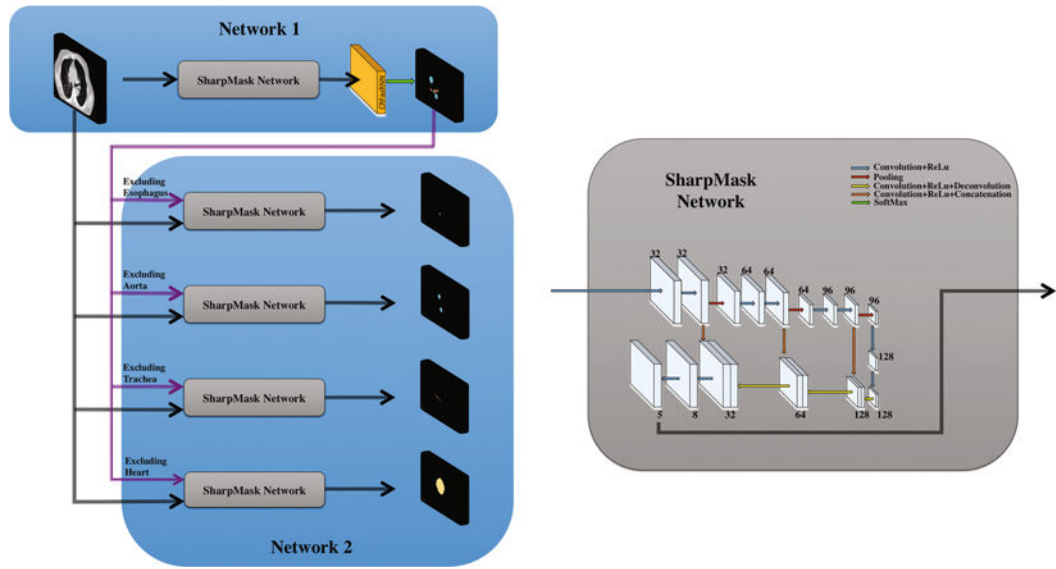 Network 1
SharpMask Network
CRFasRNN
Excluding
Esophagus
SharpMask Network
Excluding
Aorta
SharpMask Network
Excluding
Trachea
SharpMask Network
Excluding
Heart
SharpMask Network
Network 2
SharpMask
Network
Convolution+ReLu
Pooling
Convolution+ReLu+Deconvolution
Convolution+ReLu+Concatenation
SoftMax
32 32 32 64 64 64 96 96 96
128
5 8 32 64 128 128